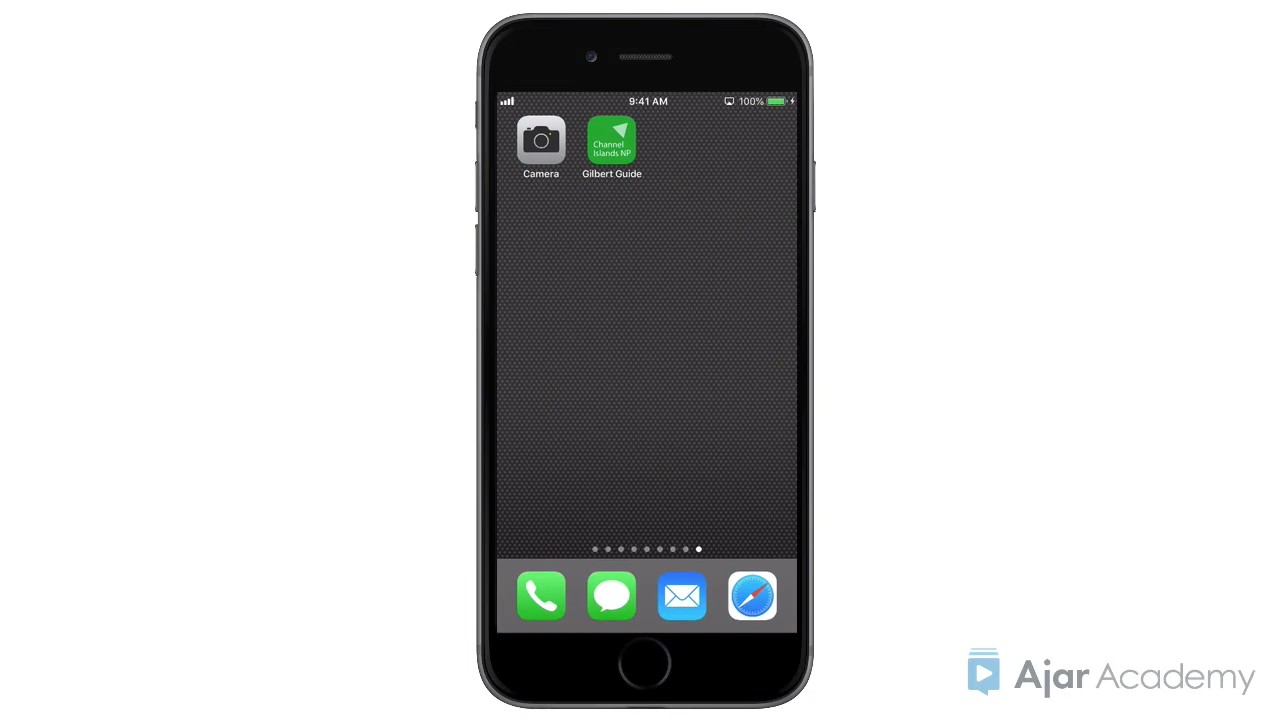 9:41 AM
100%
Channel
Islands NP
Camera
Gilbert Guide
Ajar Academy